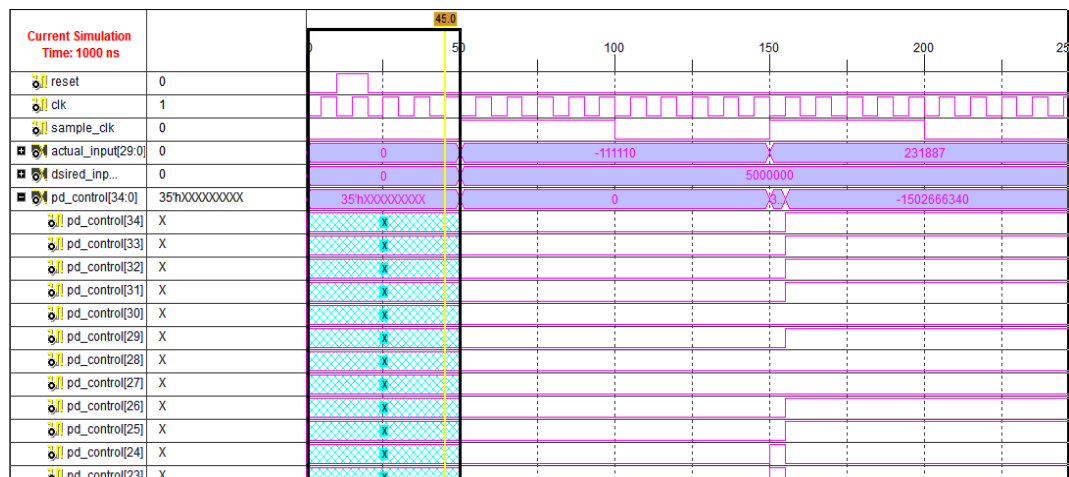 45.0
Current Simulation
Time: 1000 ns
0 50 100 150 200 25
reset 0
clk 1
sample_clk 0
actual_input[29:0] 0 0 -111110 231887
dsired_inp... 0 0 5000000
pd_control[34:0] 35'hXXXXXXXXX 35'hXXXXXXXXX 0 3... -1502666340
pd_control[34] X X
pd_control[33] X X
pd_control[32] X X
pd_control[31] X X
pd_control[30] X X
pd_control[29] X X
pd_control[28] X X
pd_control[27] X X
pd_control[26] X X
pd_control[25] X X
pd_control[24] X X
pd_control[23] X X